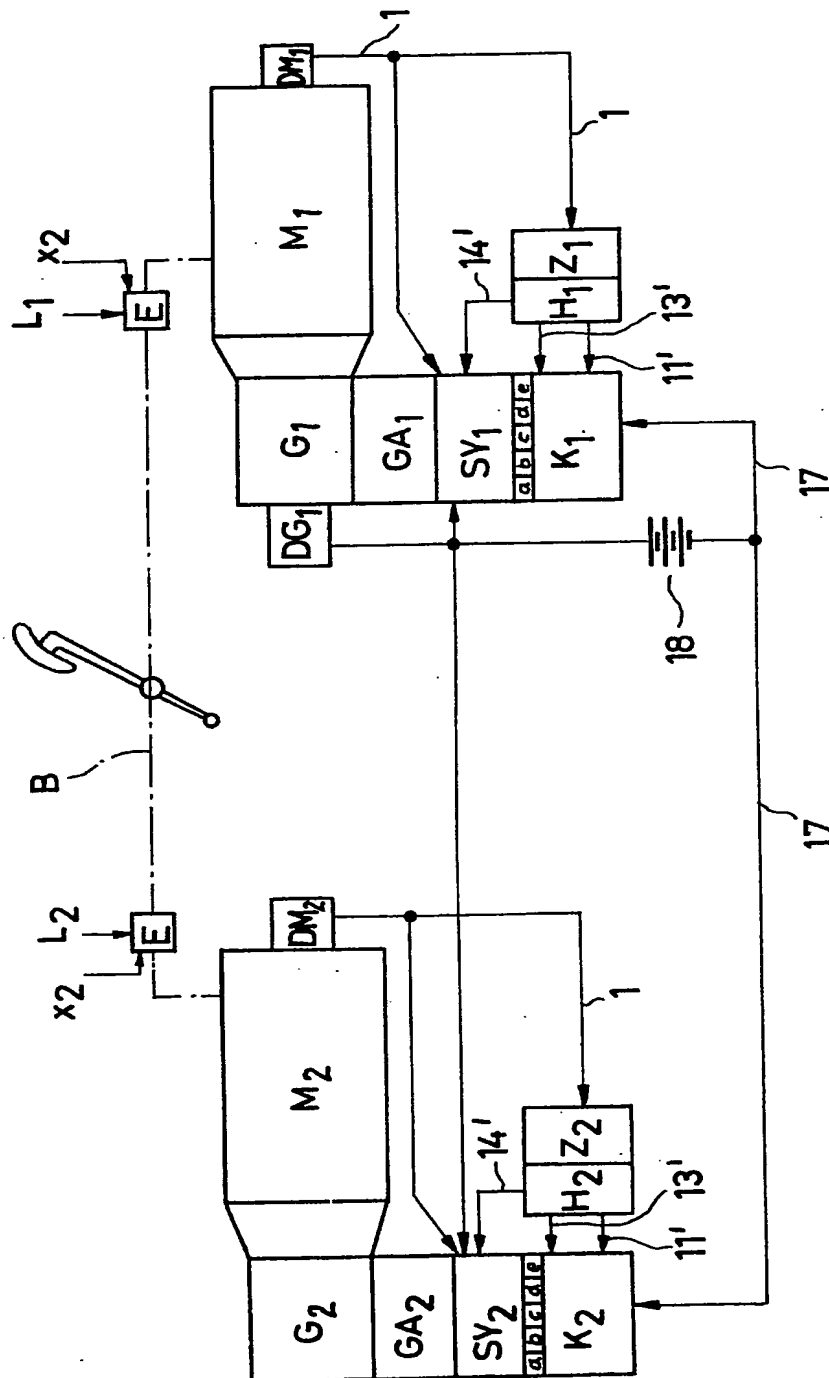 1
DM₁
M₁
1
X₂
L₁
E
14'
Z₁
H₁
13'
11'
G₁
GA₁
SY₁
a b c d e
K₁
DG₁
17
18
B
L₂
E
X₂
DM₂
M₂
1
14'
Z₂
H₂
13'
11'
17
G₂
GA₂
SY₂
a b c d e
K₂